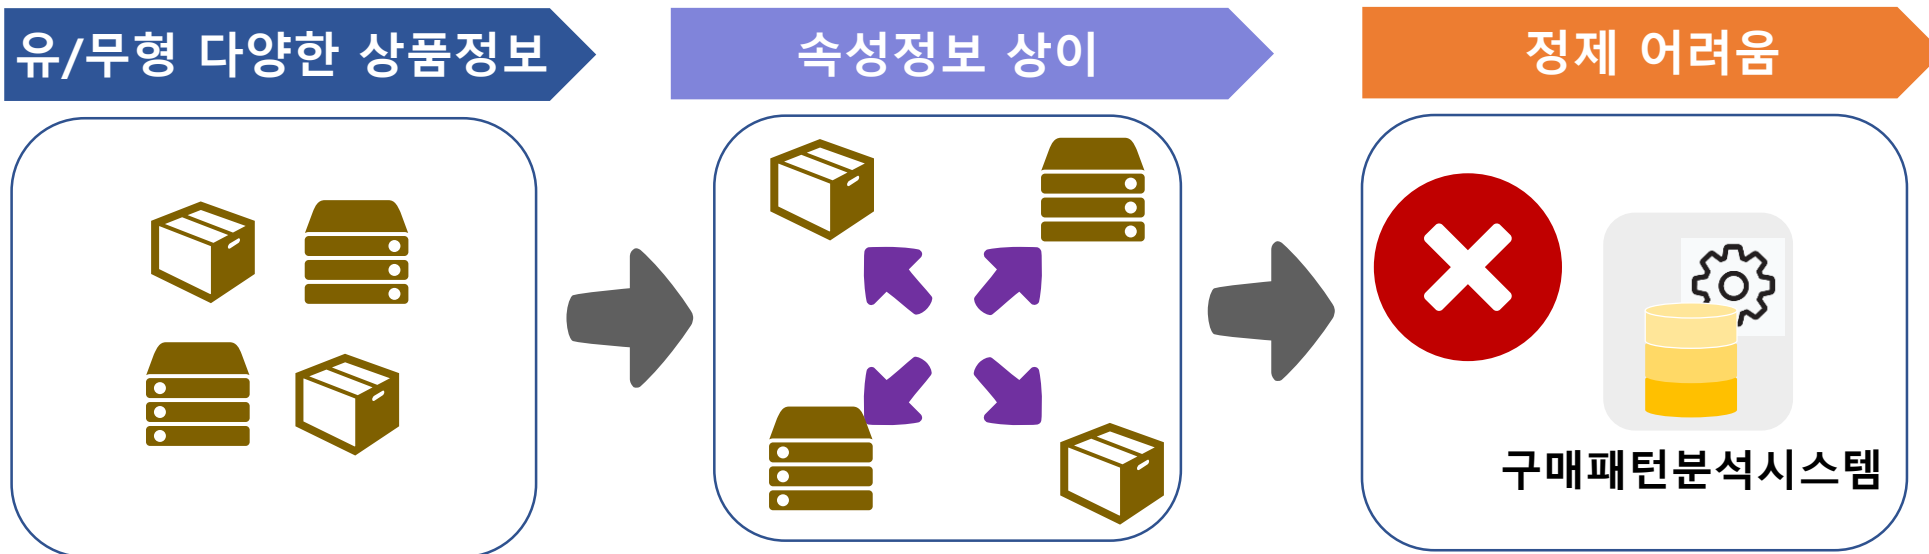 유/무형 다양한 상품정보
속성정보 상이
정제 어려움
구매패턴분석시스템